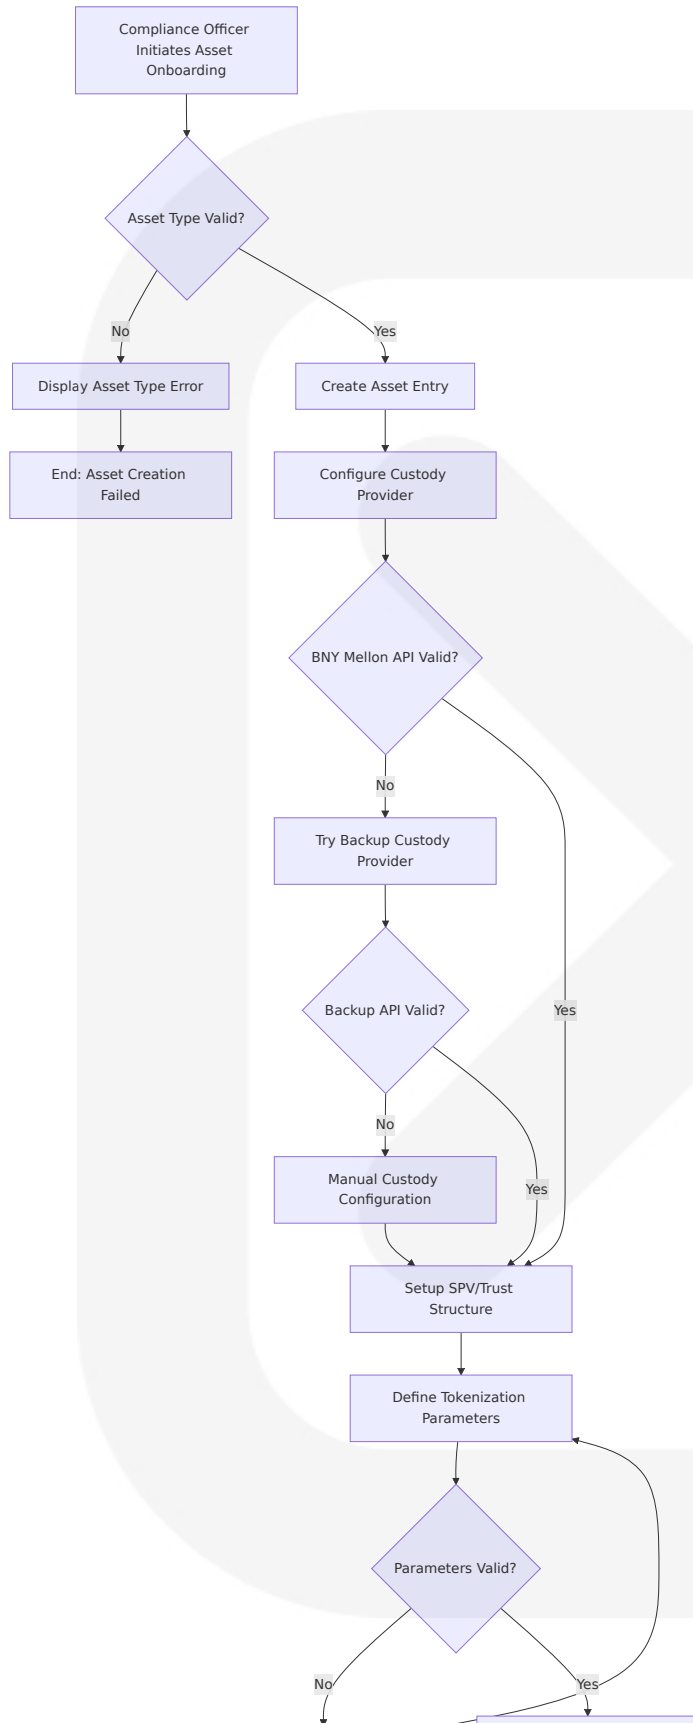 Compliance Officer
Initiates Asset
Onboarding
Asset Type Valid?
No
Yes
Display Asset Type Error
Create Asset Entry
End: Asset Creation
Failed
Configure Custody
Provider
BNY Mellon API Valid?
No
Try Backup Custody
Provider
Backup API Valid?
Yes
No
Manual Custody
Configuration
Yes
Setup SPV/Trust
Structure
Define Tokenization
Parameters
Parameters Valid?
No
Yes